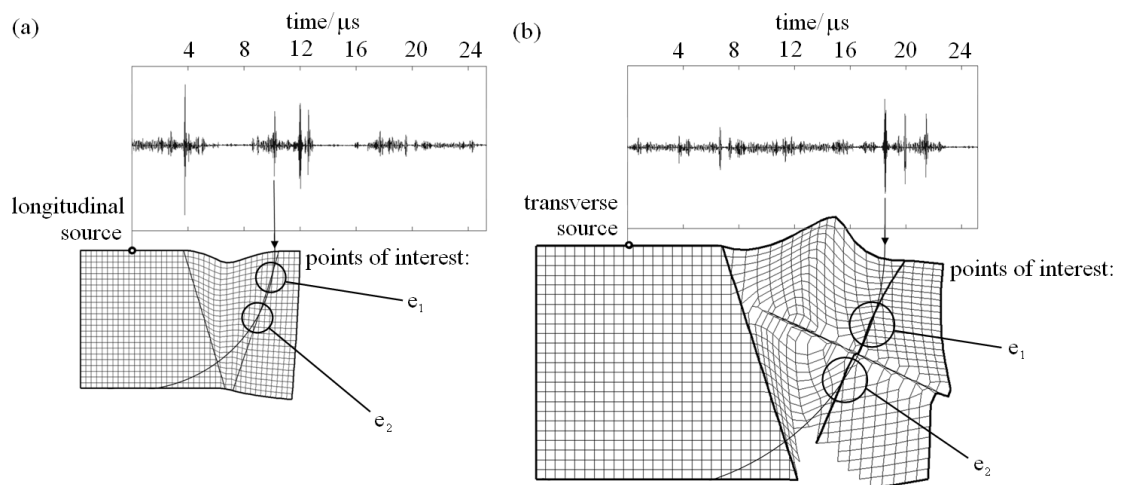 (a)
time/ μs
4 8 12 16 20 24
longitudinal
source
points of interest:
e₁
e₂
(b)
time/ μs
4 8 12 16 20 24
transverse
source
points of interest:
e₁
e₂